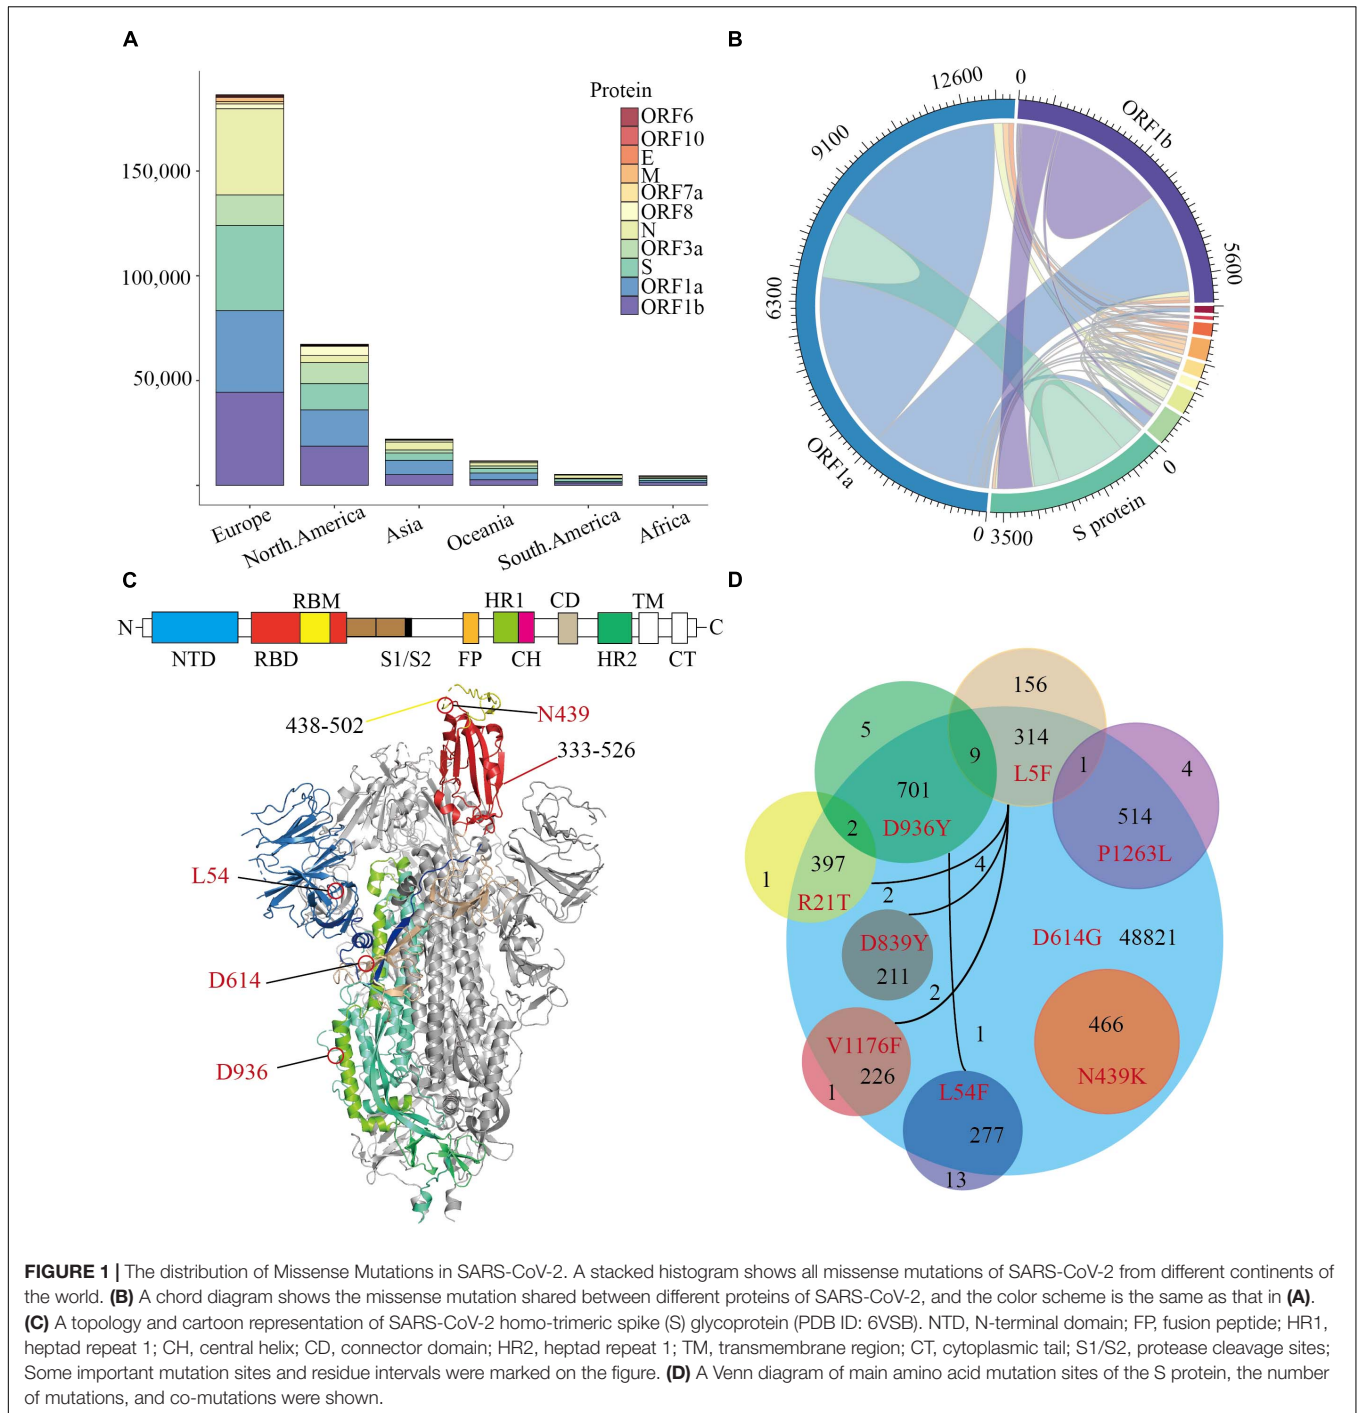 A
B
Protein
ORF6
ORF10
E
M
ORF7a
ORF8
N
ORF3a
S
ORF1a
ORF1b
150,000
100,000
50,000
Europe
North.America
Asia
Oceania
South.America
Africa
12600
0
ORF1b
9100
5600
6300
ORF1a
0
S protein
0 3500
C
D
RBM
HR1
CD
TM
N
C
NTD
RBD
S1/S2
FP
CH
HR2
CT
438-502
N439
333-526
L54
D614
D936
156
5
314
9
L5F
1
4
701
514
2
D936Y
P1263L
397
4
1
2
R21T
D839Y
D614G 48821
211
2
466
V1176F
1
226
N439K
1
L54F
277
13
FIGURE 1 | The distribution of Missense Mutations in SARS-CoV-2. A stacked histogram shows all missense mutations of SARS-CoV-2 from different continents of
the world. (B) A chord diagram shows the missense mutation shared between different proteins of SARS-CoV-2, and the color scheme is the same as that in (A).
(C) A topology and cartoon representation of SARS-CoV-2 homo-trimeric spike (S) glycoprotein (PDB ID: 6VSB). NTD, N-terminal domain; FP, fusion peptide; HR1,
heptad repeat 1; CH, central helix; CD, connector domain; HR2, heptad repeat 1; TM, transmembrane region; CT, cytoplasmic tail; S1/S2, protease cleavage sites;
Some important mutation sites and residue intervals were marked on the figure. (D) A Venn diagram of main amino acid mutation sites of the S protein, the number
of mutations, and co-mutations were shown.